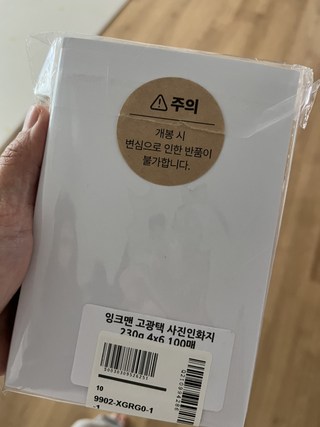 ⚠주의
개봉 시
변심으로 인한 반품이
불가합니다.
잉크맨 고광택 사진인화지
230g 4x6 100매
10
9902-XGRG0-1
1